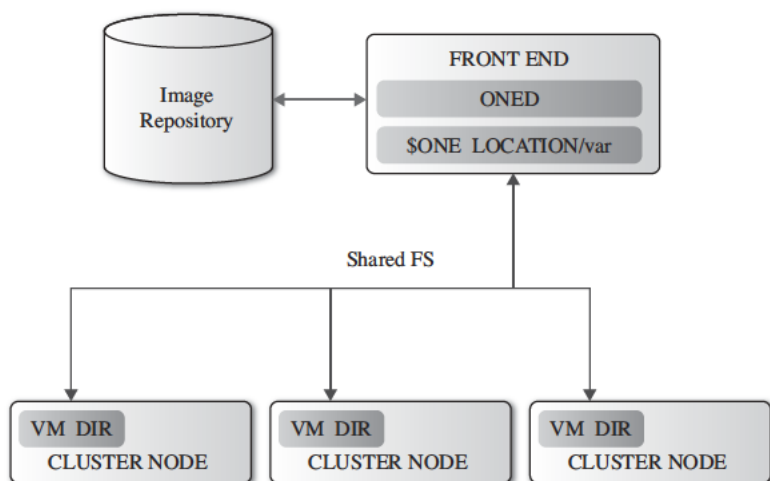 Image
Repository
FRONT END
ONED
$ONE LOCATION/var
Shared FS
VM DIR
CLUSTER NODE
VM DIR
CLUSTER NODE
VM DIR
CLUSTER NODE